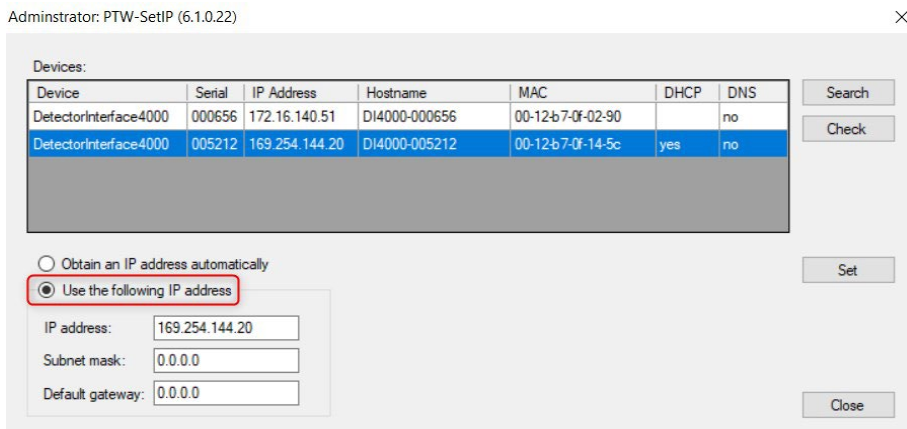 Adminstrator: PTW-SetIP (6.1.0.22)
Devices:
Device Serial IP Address Hostname MAC DHCP DNS
DetectorInterface4000 000656 172.16.140.51 DI4000-000656 00-12-b7-0f-02-90 no
DetectorInterface4000 005212 169.254.144.20 DI4000-005212 00-12-b7-0f-14-5c yes no
Search
Check
Obtain an IP address automatically
Use the following IP address
Set
IP address: 169.254.144.20
Subnet mask: 0.0.0.0
Default gateway: 0.0.0.0
Close